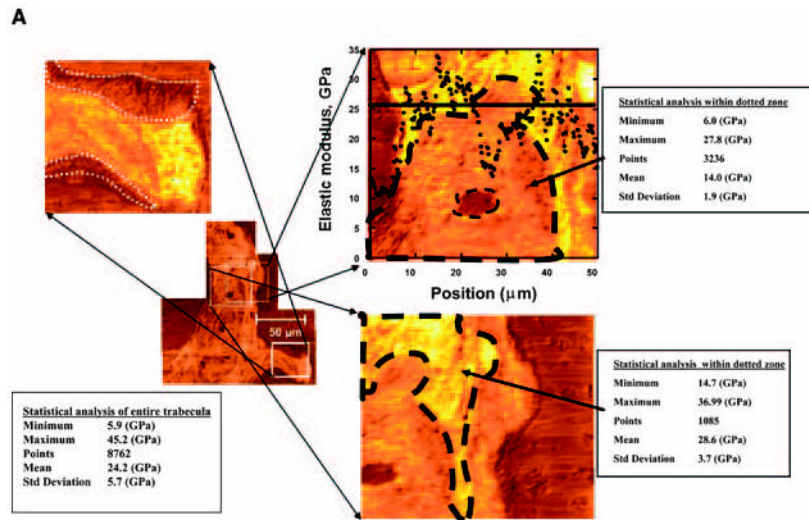 A
Elastic modulus, GPa
35
30
25
20
15
10
5
0
0
10
20
30
40
50
Position (µm)
Statistical analysis within dotted zone
Minimum 6.0 (GPa)
Maximum 27.8 (GPa)
Points 3236
Mean 14.0 (GPa)
Std Deviation 1.9 (GPa)
50 µm
Statistical analysis within dotted zone
Minimum 14.7 (GPa)
Maximum 36.99 (GPa)
Points 1085
Mean 28.6 (GPa)
Std Deviation 3.7 (GPa)
Statistical analysis of entire trabecula
Minimum 5.9 (GPa)
Maximum 45.2 (GPa)
Points 8762
Mean 24.2 (GPa)
Std Deviation 5.7 (GPa)